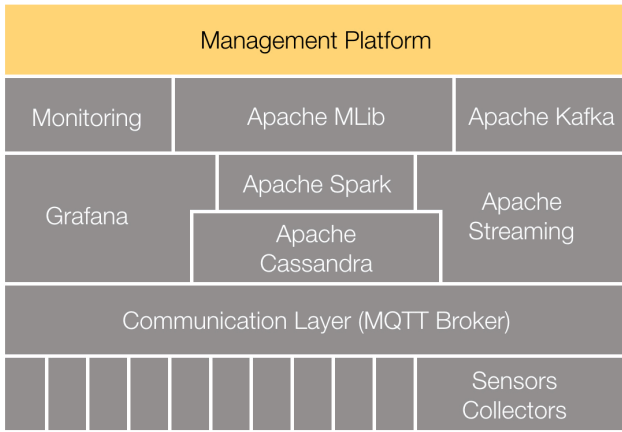 Management Platform
Monitoring
Apache MLib
Apache Kafka
Grafana
Apache Spark
Apache
Streaming
Apache
Cassandra
Communication Layer (MQTT Broker)
Sensors
Collectors